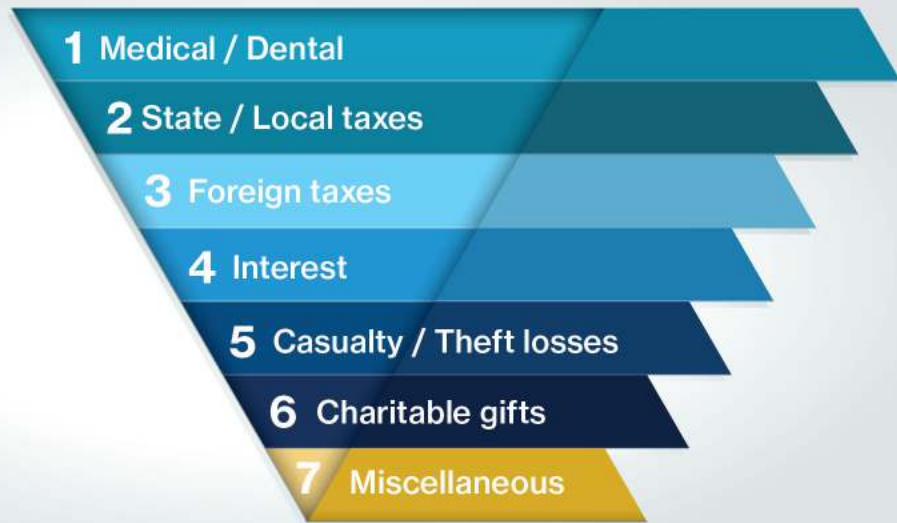 1 Medical / Dental
2 State / Local taxes
3 Foreign taxes
4 Interest
5 Casualty / Theft losses
6 Charitable gifts
7 Miscellaneous